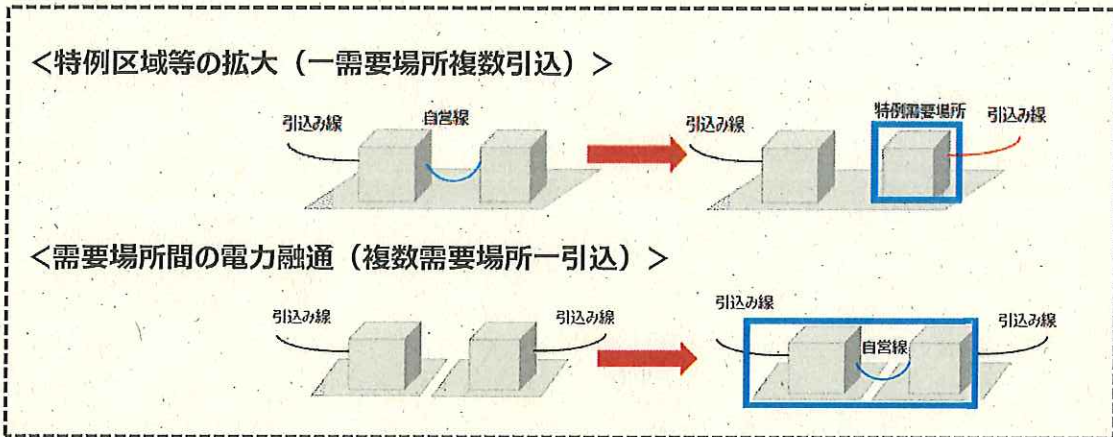 ＜特例区域等の拡大（一需要場所複数引込）＞
引込み線
自営線
引込み線
特例需要場所
引込み線
＜需要場所間の電力融通（複数需要場所一引込）＞
引込み線
引込み線
引込み線
自営線
引込み線